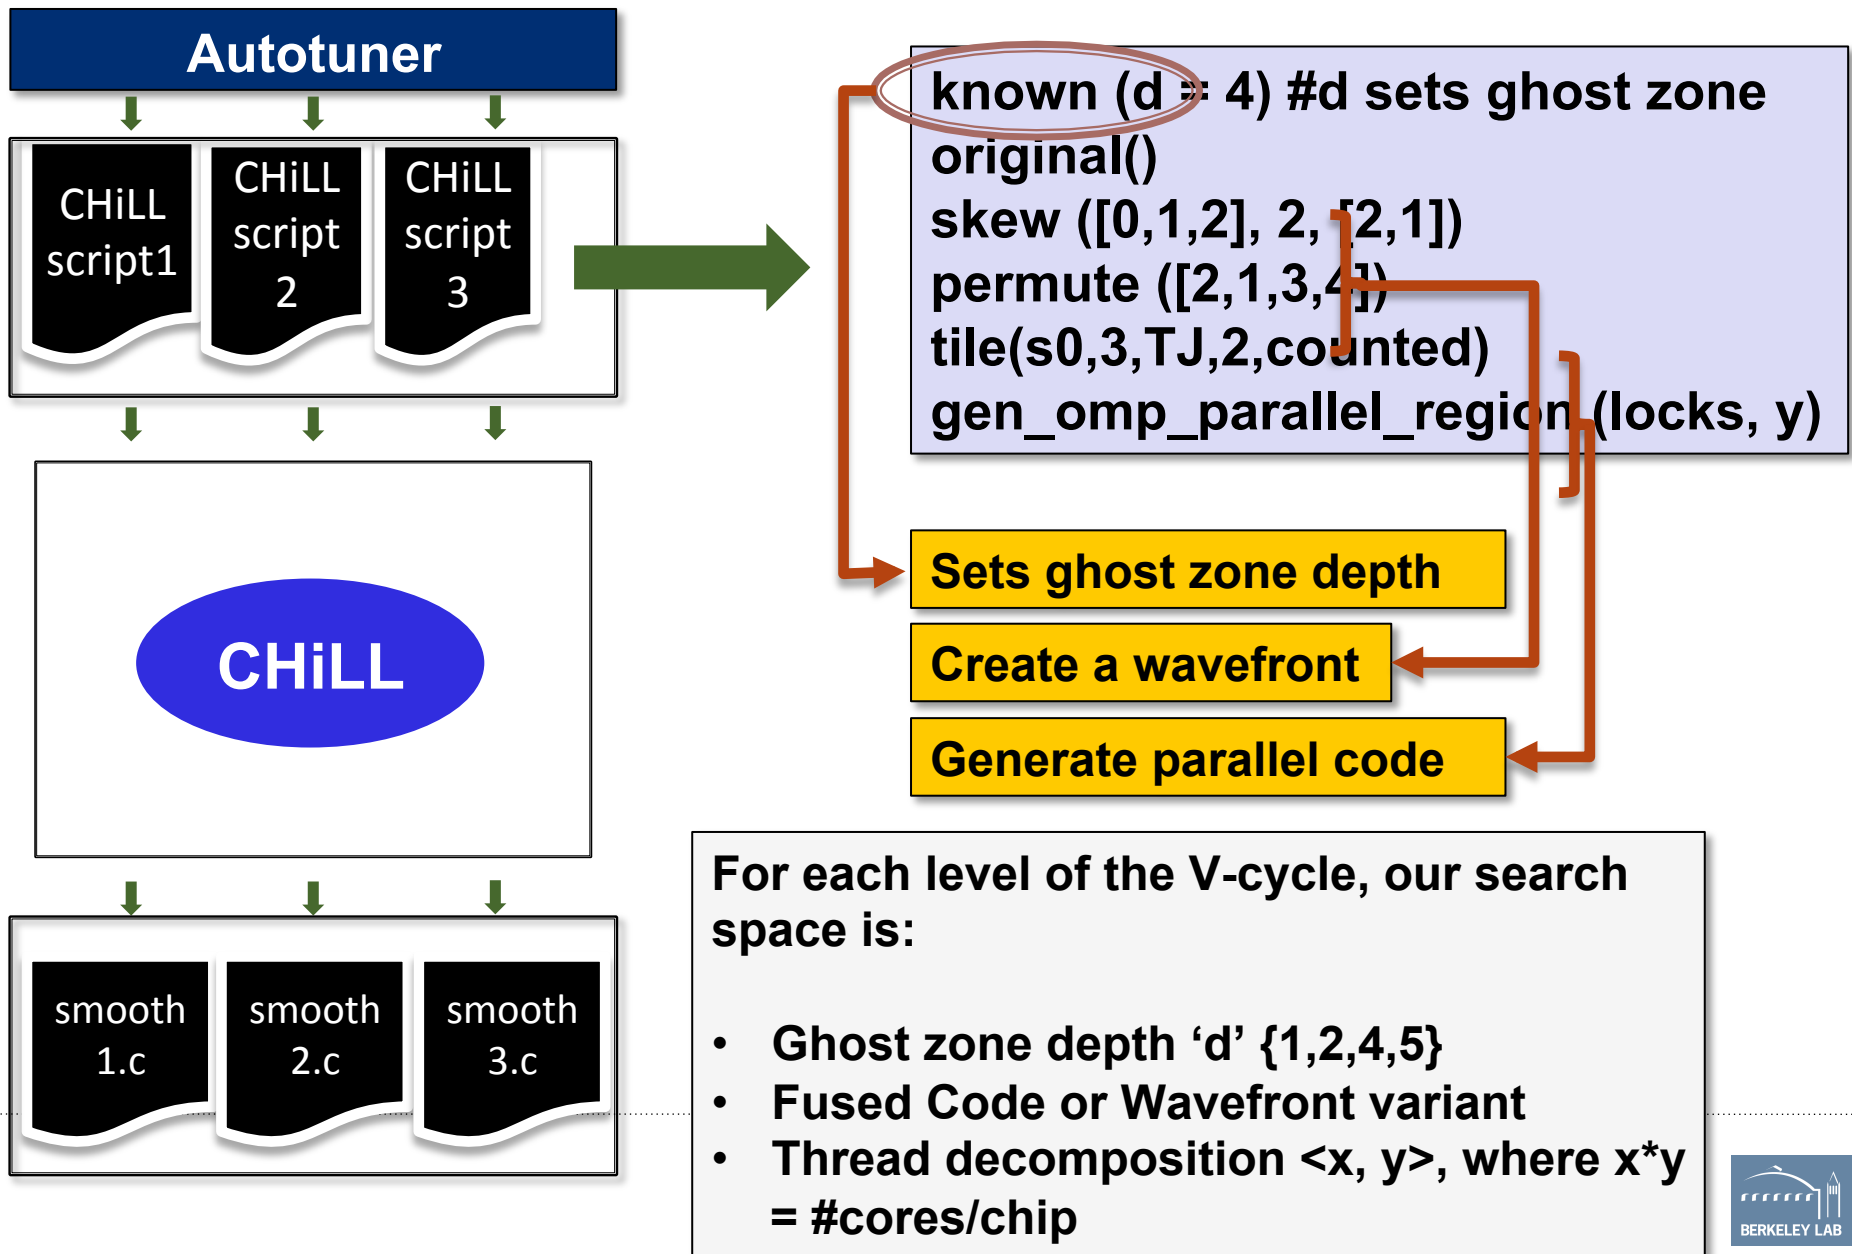 Autotuner
CHiLL
script1
CHiLL
script
2
CHiLL
script
3
known (d = 4) #d sets ghost zone
original()
skew ([0,1,2], 2, [2,1])
permute ([2,1,3,4])
tile(s0,3,TJ,2,counted)
gen_omp_parallel_region (locks, y)
CHiLL
Sets ghost zone depth
Create a wavefront
Generate parallel code
smooth
1.c
smooth
2.c
smooth
3.c
For each level of the V-cycle, our search
space is:
• Ghost zone depth ‘d’ {1,2,4,5}
• Fused Code or Wavefront variant
• Thread decomposition <x, y>, where x*y
= #cores/chip
BERKELEY LAB